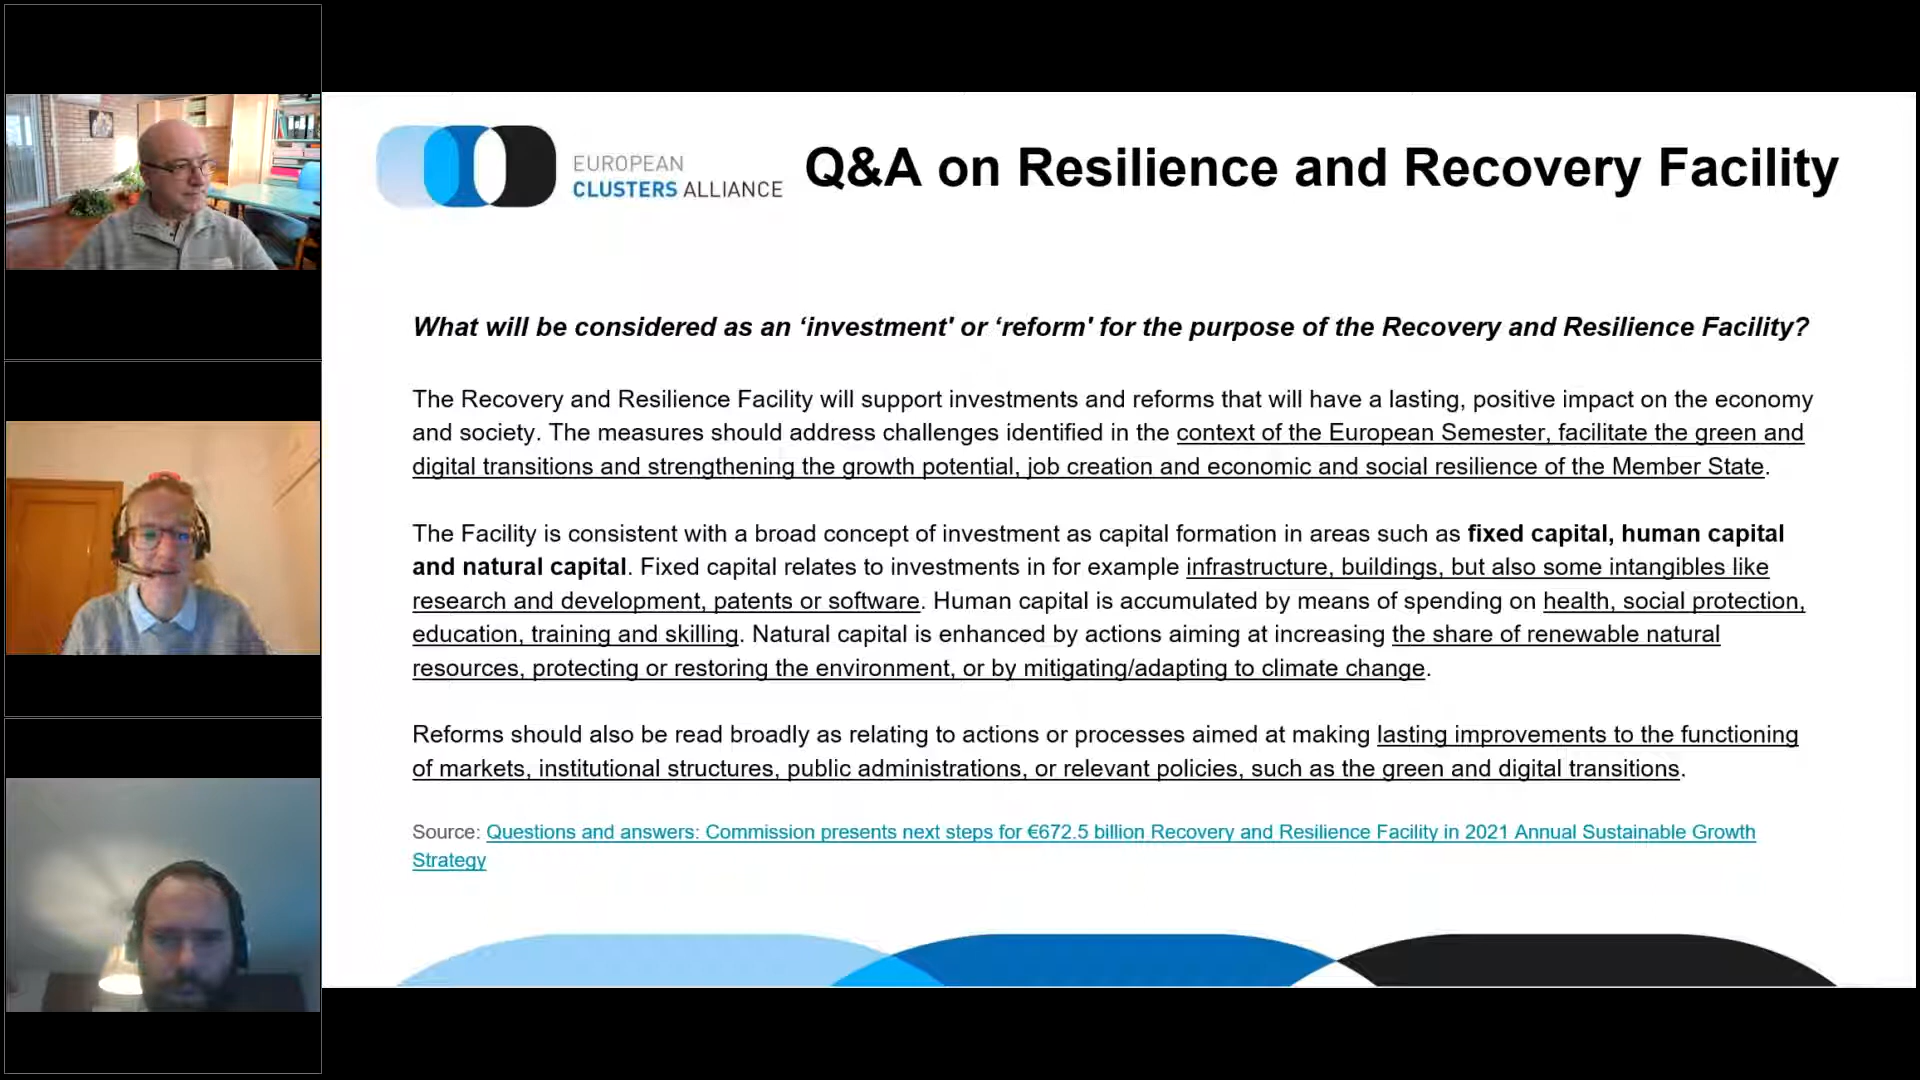 EUROPEAN
CLUSTERS ALLIANCE
Q&A on Resilience and Recovery Facility
What will be considered as an ‘investment' or ‘reform' for the purpose of the Recovery and Resilience Facility?
The Recovery and Resilience Facility will support investments and reforms that will have a lasting, positive impact on the economy
and society. The measures should address challenges identified in the context of the European Semester, facilitate the green and
digital transitions and strengthening the growth potential, job creation and economic and social resilience of the Member State.
The Facility is consistent with a broad concept of investment as capital formation in areas such as fixed capital, human capital
and natural capital. Fixed capital relates to investments in for example infrastructure, buildings, but also some intangibles like
research and development, patents or software. Human capital is accumulated by means of spending on health, social protection,
education, training and skilling. Natural capital is enhanced by actions aiming at increasing the share of renewable natural
resources, protecting or restoring the environment, or by mitigating/adapting to climate change.
Reforms should also be read broadly as relating to actions or processes aimed at making lasting improvements to the functioning
of markets, institutional structures, public administrations, or relevant policies, such as the green and digital transitions.
Source: Questions and answers: Commission presents next steps for €672.5 billion Recovery and Resilience Facility in 2021 Annual Sustainable Growth
Strategy